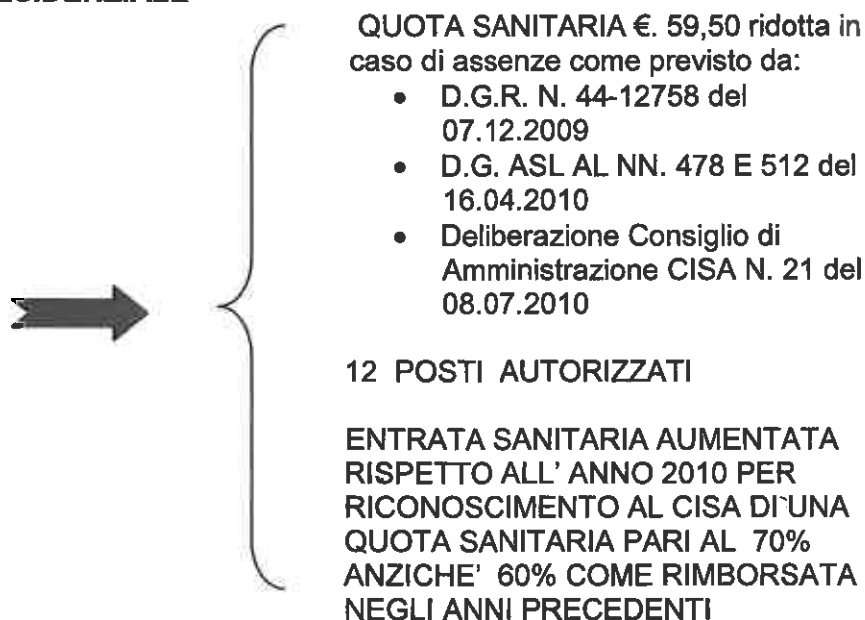 QUOTA SANITARIA €. 59,50 ridotta in
caso di assenze come previsto da:
• D.G.R. N. 44-12758 del
07.12.2009
• D.G. ASL AL NN. 478 E 512 del
16.04.2010
• Deliberazione Consiglio di
Amministrazione CISA N. 21 del
08.07.2010
12 POSTI AUTORIZZATI
ENTRATA SANITARIA AUMENTATA
RISPETTO ALL' ANNO 2010 PER
RICONOSCIMENTO AL CISA DI UNA
QUOTA SANITARIA PARI AL 70%
ANZICHE' 60% COME RIMBORSATA
NEGLI ANNI PRECEDENTI